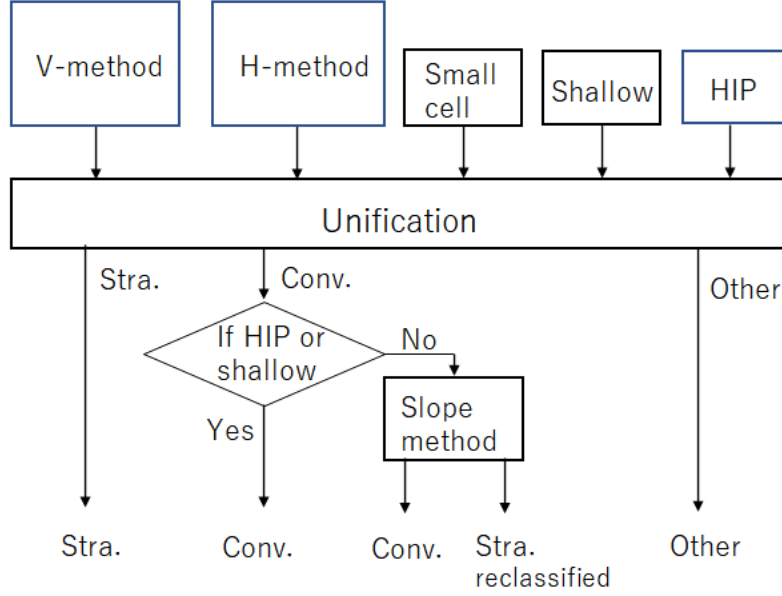 V-method
H-method
Small
cell
Shallow
HIP
Unification
Stra.
Conv.
Other
If HIP or
shallow
No
Yes
Slope
method
Stra.
Conv.
Conv.
Stra.
reclassified
Other